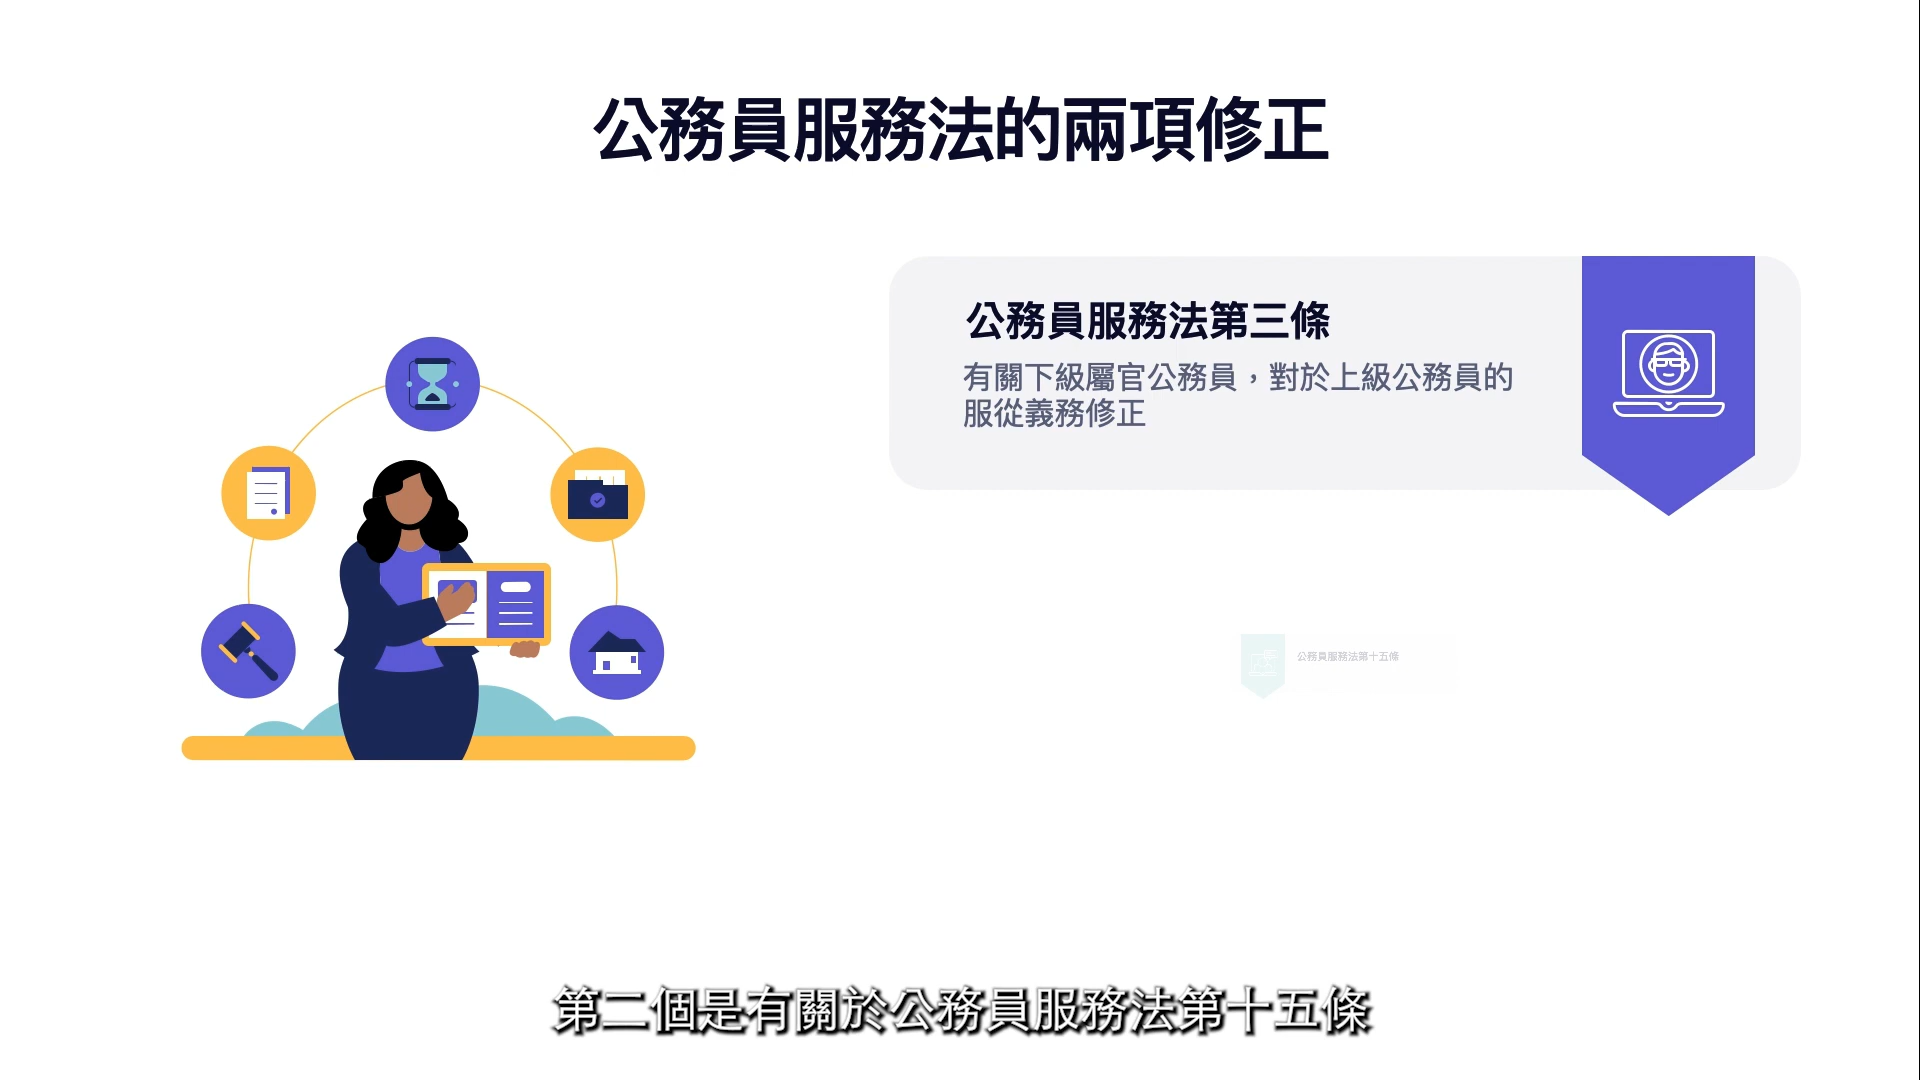 公務員服務法的兩項修正
公務員服務法第三條
有關下級屬官公務員，對於上級公務員的
服從義務修正
公務員服務法第十五條
第二個是有關於公務員服務法第十五條